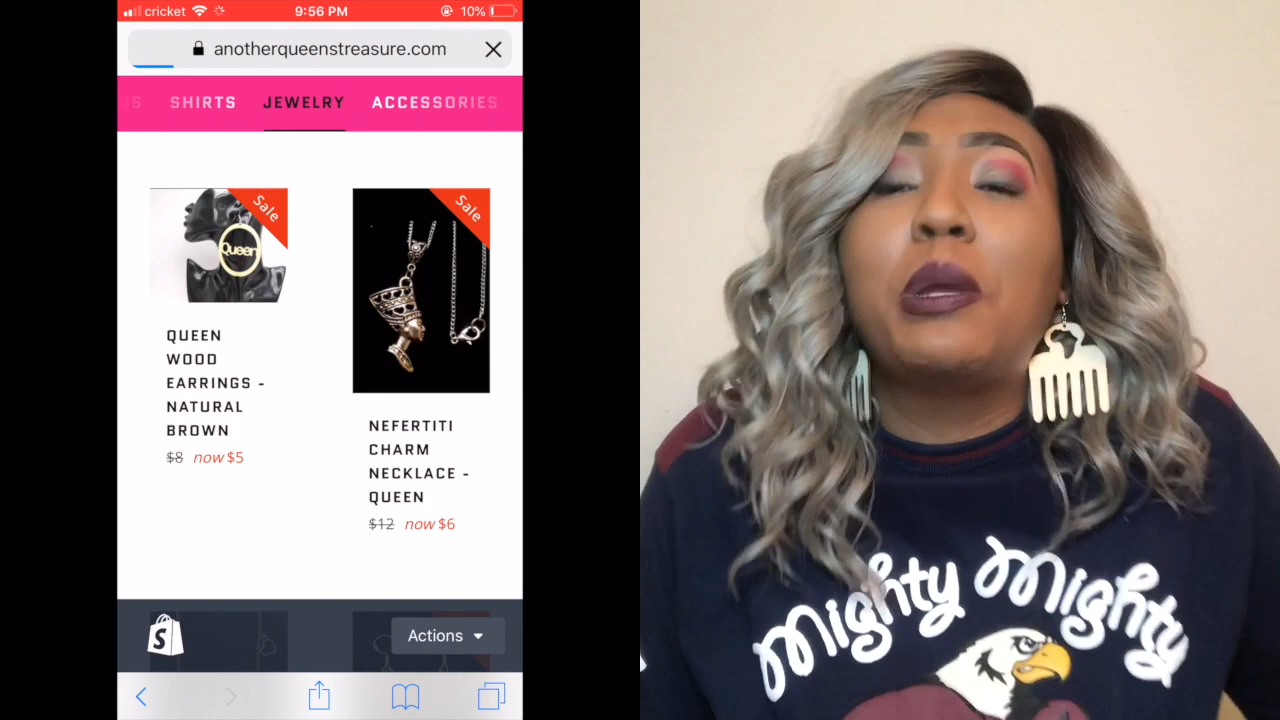 cricket 9:56 PM 10%
anotherqueenstreasure.com
SHIRTS JEWELRY ACCESSORIES
Sale
Queen
QUEEN
WOOD
EARRINGS -
NATURAL
BROWN
$8 now $5
Sale
NEFERTITI
CHARM
NECKLACE -
QUEEN
$12 now $6
S
Actions
Mighty Mighty